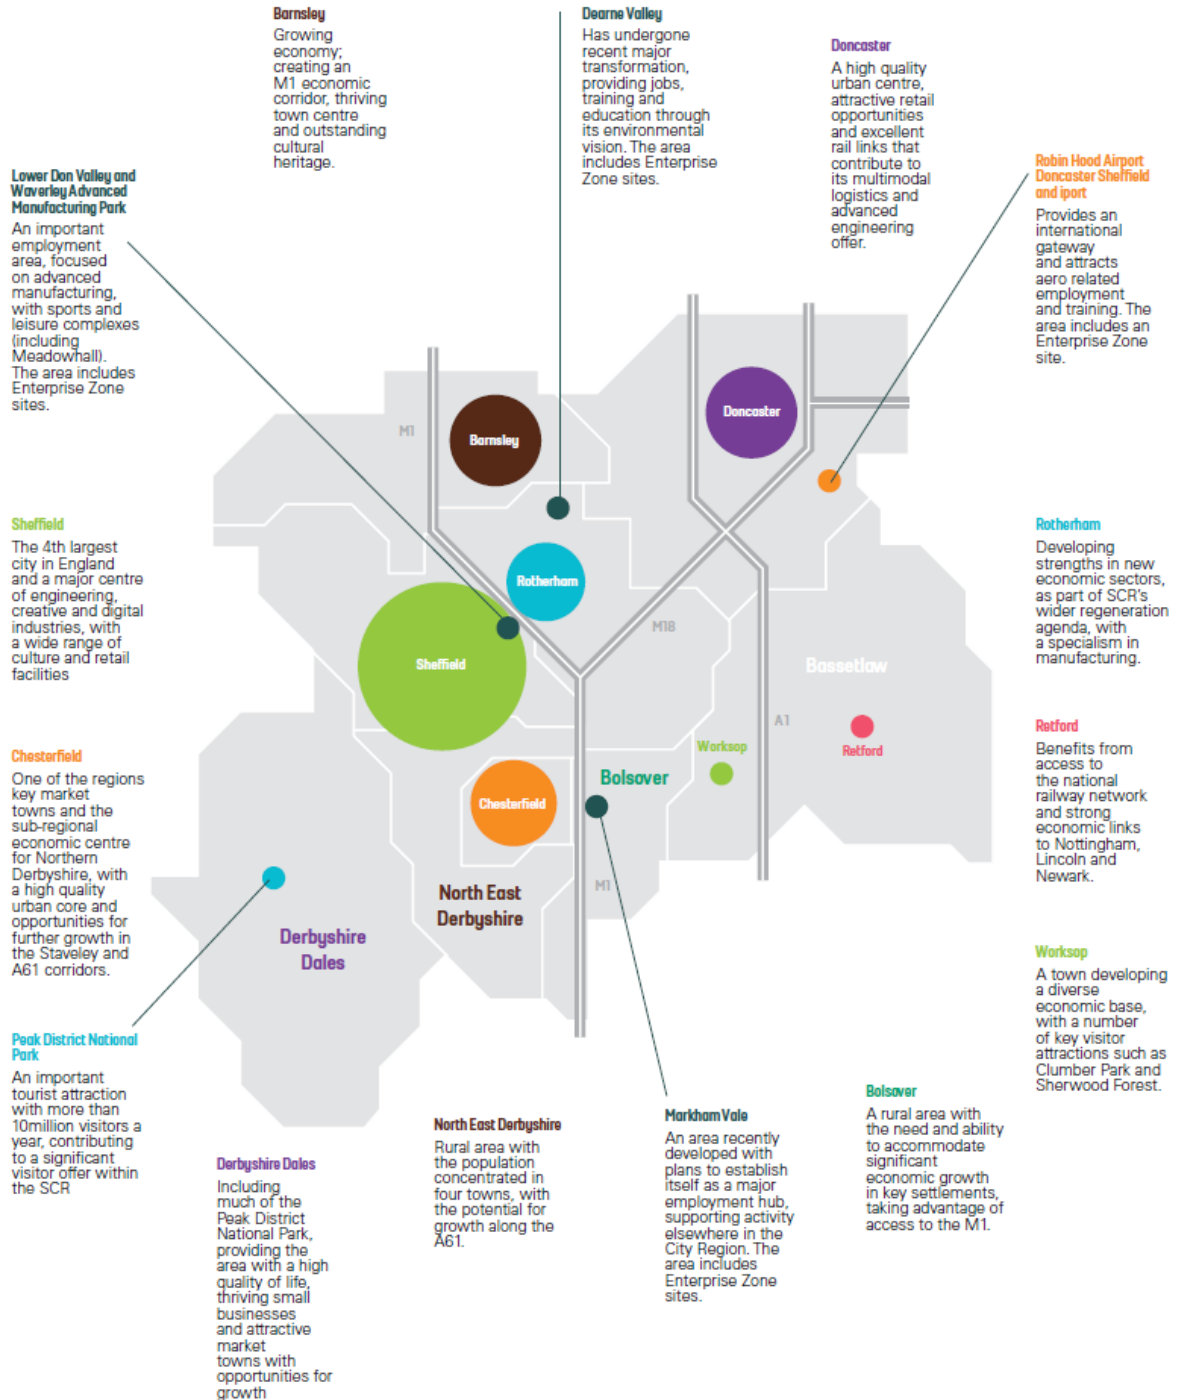 Barnsley
Growing
economy;
creating an
M1 economic
corridor, thriving
town centre
and outstanding
cultural
heritage.
Dearne Valley
Has undergone
recent major
transformation,
providing jobs,
training and
education through
its environmental
vision. The area
includes Enterprise
Zone sites.
Doncaster
A high quality
urban centre,
attractive retail
opportunities
and excellent
rail links that
contribute to
its multimodal
logistics and
advanced
engineering
offer.
Robin Hood Airport
Doncaster Sheffield
and iport
Provides an
international
gateway
and attracts
aero related
employment
and training. The
area includes an
Enterprise Zone
site.
Lower Don Valley and
Waverley Advanced
Manufacturing Park
An important
employment
area, focused
on advanced
manufacturing,
with sports and
leisure complexes
(including
Meadowhall).
The area includes
Enterprise Zone
sites.
Sheffield
The 4th largest
city in England
and a major centre
of engineering,
creative and digital
industries, with
a wide range of
culture and retail
facilities
Chesterfield
One of the regions
key market
towns and the
sub-regional
economic centre
for Northern
Derbyshire, with
a high quality
urban core and
opportunities for
further growth in
the Staveley and
A61 corridors.
Peak District National
Park
An important
tourist attraction
with more than
10million visitors a
year, contributing
to a significant
visitor offer within
the SCR
M1
Barnsley
Doncaster
Rotherham
M18
Sheffield
Bassetlaw
A1
Retford
Worksop
Bolsover
Chesterfield
M1
North East
Derbyshire
Derbyshire
Dales
Rotherham
Developing
strengths in new
economic sectors,
as part of SCR's
wider regeneration
agenda, with
a specialism in
manufacturing.
Retford
Benefits from
access to
the national
railway network
and strong
economic links
to Nottingham,
Lincoln and
Newark.
Worksop
A town developing
a diverse
economic base,
with a number
of key visitor
attractions such as
Clumber Park and
Sherwood Forest.
Derbyshire Dales
Including
much of the
Peak District
National Park,
providing the
area with a high
quality of life,
thriving small
businesses
and attractive
market
towns with
opportunities for
growth
North East Derbyshire
Rural area with
the population
concentrated in
four towns, with
the potential for
growth along the
A61.
Markham Vale
An area recently
developed with
plans to establish
itself as a major
employment hub,
supporting activity
elsewhere in the
City Region. The
area includes
Enterprise Zone
sites.
Bolsover
A rural area with
the need and ability
to accommodate
significant
economic growth
in key settlements,
taking advantage of
access to the M1.